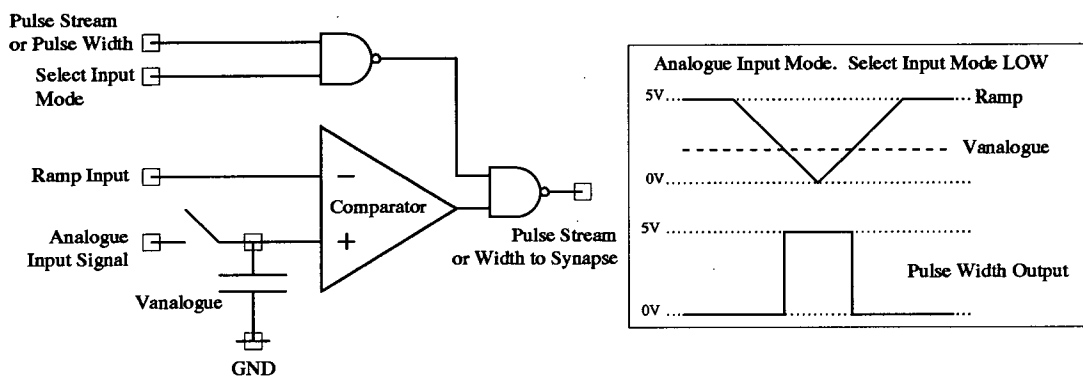 Pulse Stream
or Pulse Width
Select Input
Mode
Ramp Input
−
Comparator
+
Analogue
Input Signal
Vanalogue
GND
Pulse Stream
or Width to Synapse
Analogue Input Mode. Select Input Mode LOW
5V
Ramp
Vanalogue
0V
5V
Pulse Width Output
0V